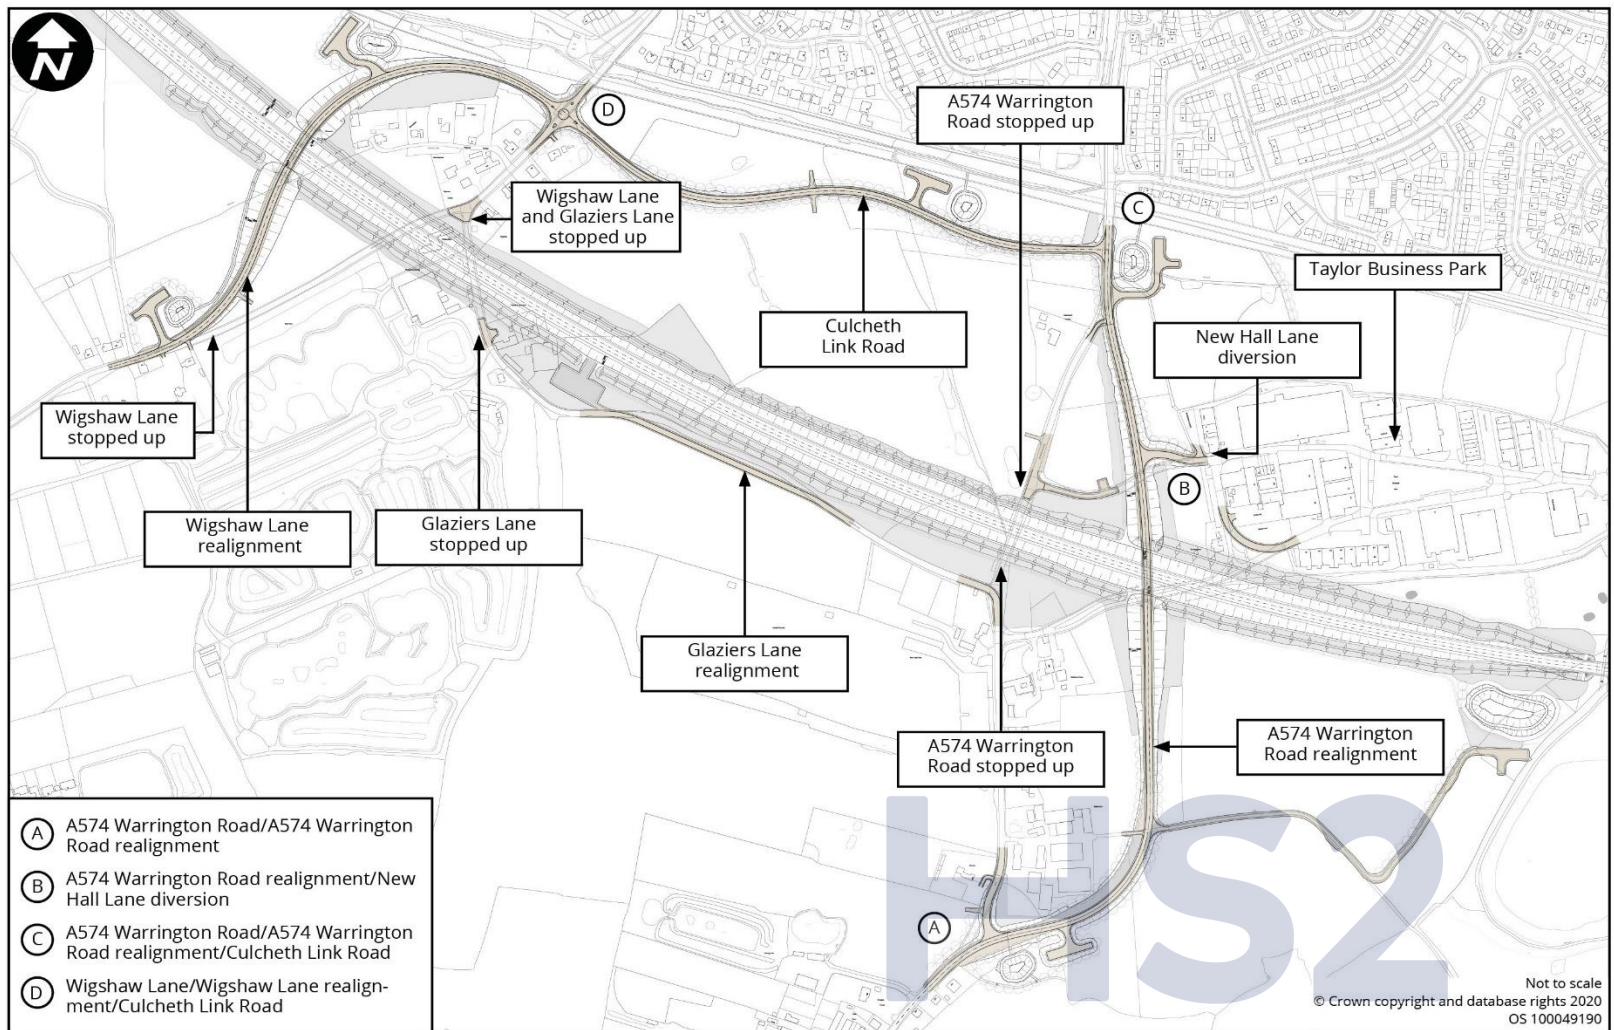 N
D
A574 Warrington
Road stopped up
Wigshaw Lane
and Glaziers Lane
stopped up
C
Taylor Business Park
Culcheth
Link Road
New Hall Lane
diversion
Wigshaw Lane
stopped up
B
Wigshaw Lane
realignment
Glaziers Lane
stopped up
Glaziers Lane
realignment
A574 Warrington
Road stopped up
A574 Warrington
Road realignment
A
A574 Warrington Road/A574 Warrington
Road realignment
B
A574 Warrington Road realignment/New
Hall Lane diversion
C
A574 Warrington Road/A574 Warrington
Road realignment/Culcheth Link Road
D
Wigshaw Lane/Wigshaw Lane realign-
ment/Culcheth Link Road
A
HS2
Not to scale
© Crown copyright and database rights 2020
OS 100049190